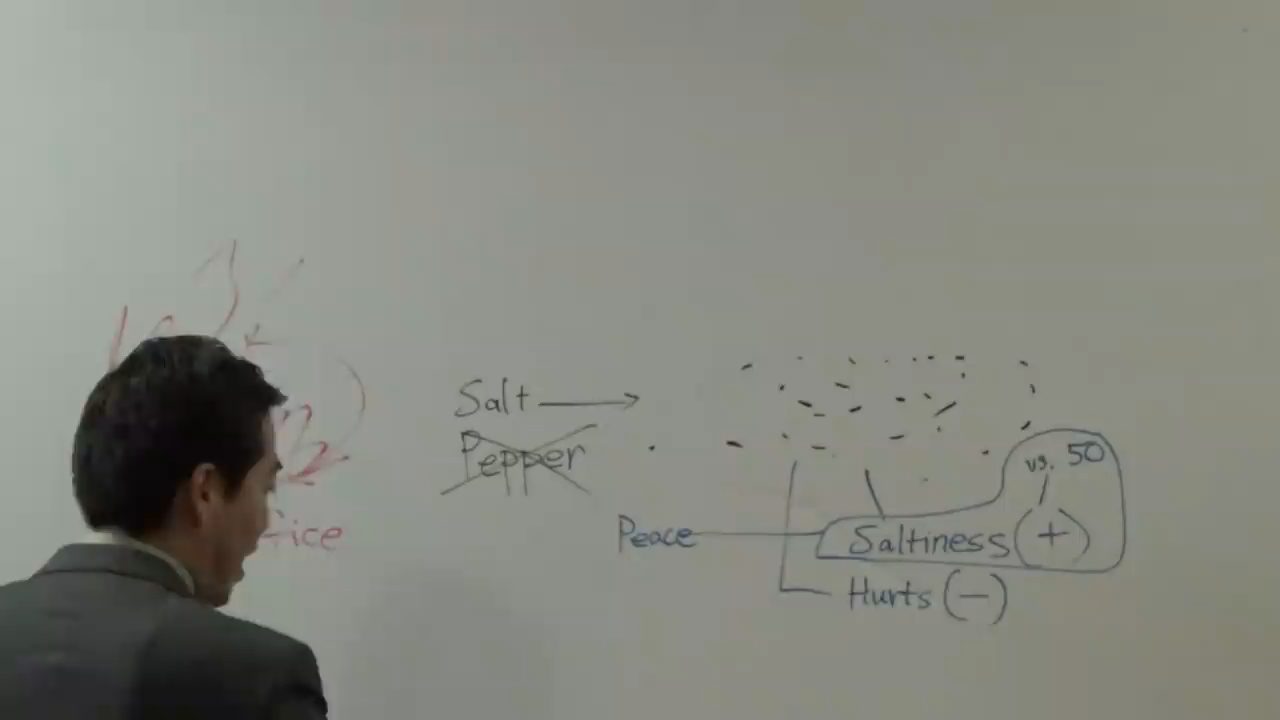 Salt
Pepper
vs. 50
Peace
Saltiness (+)
Hurts (—)